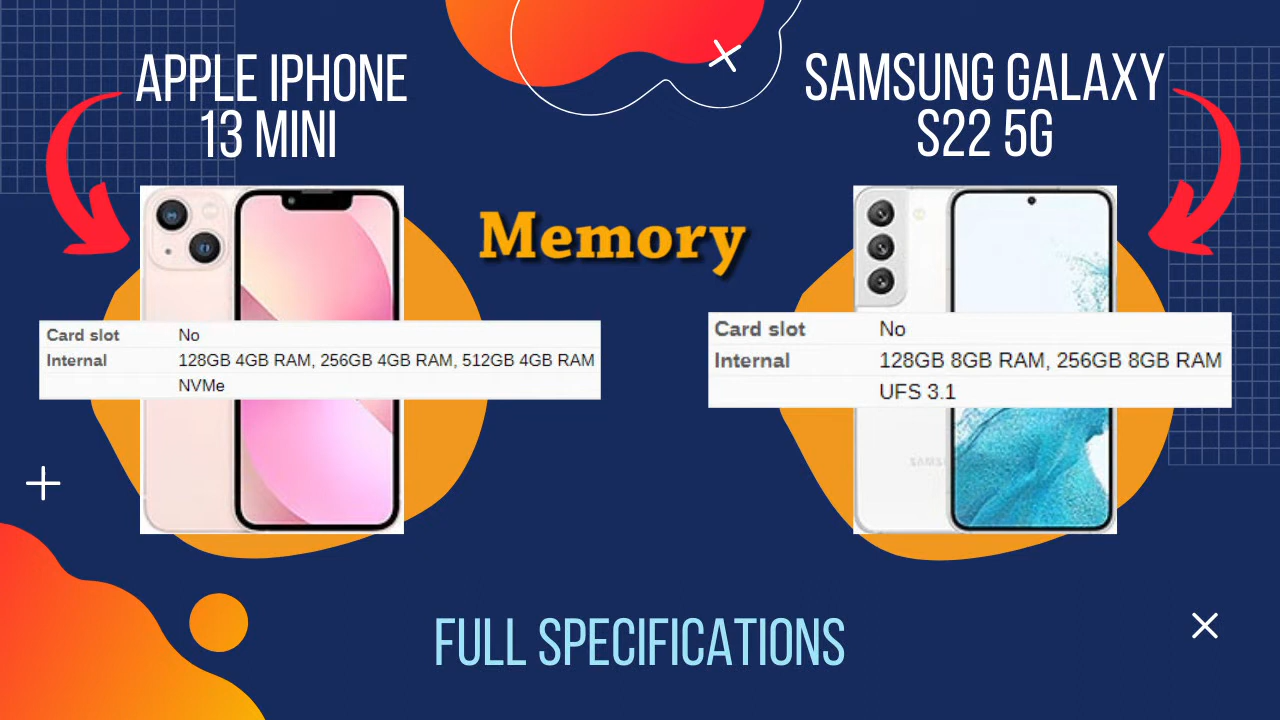 APPLE IPHONE
13 MINI
SAMSUNG GALAXY
S22 5G
Memory
Card slot No
Internal 128GB 4GB RAM, 256GB 4GB RAM, 512GB 4GB RAM
NVMe
Card slot No
Internal 128GB 8GB RAM, 256GB 8GB RAM
UFS 3.1
FULL SPECIFICATIONS